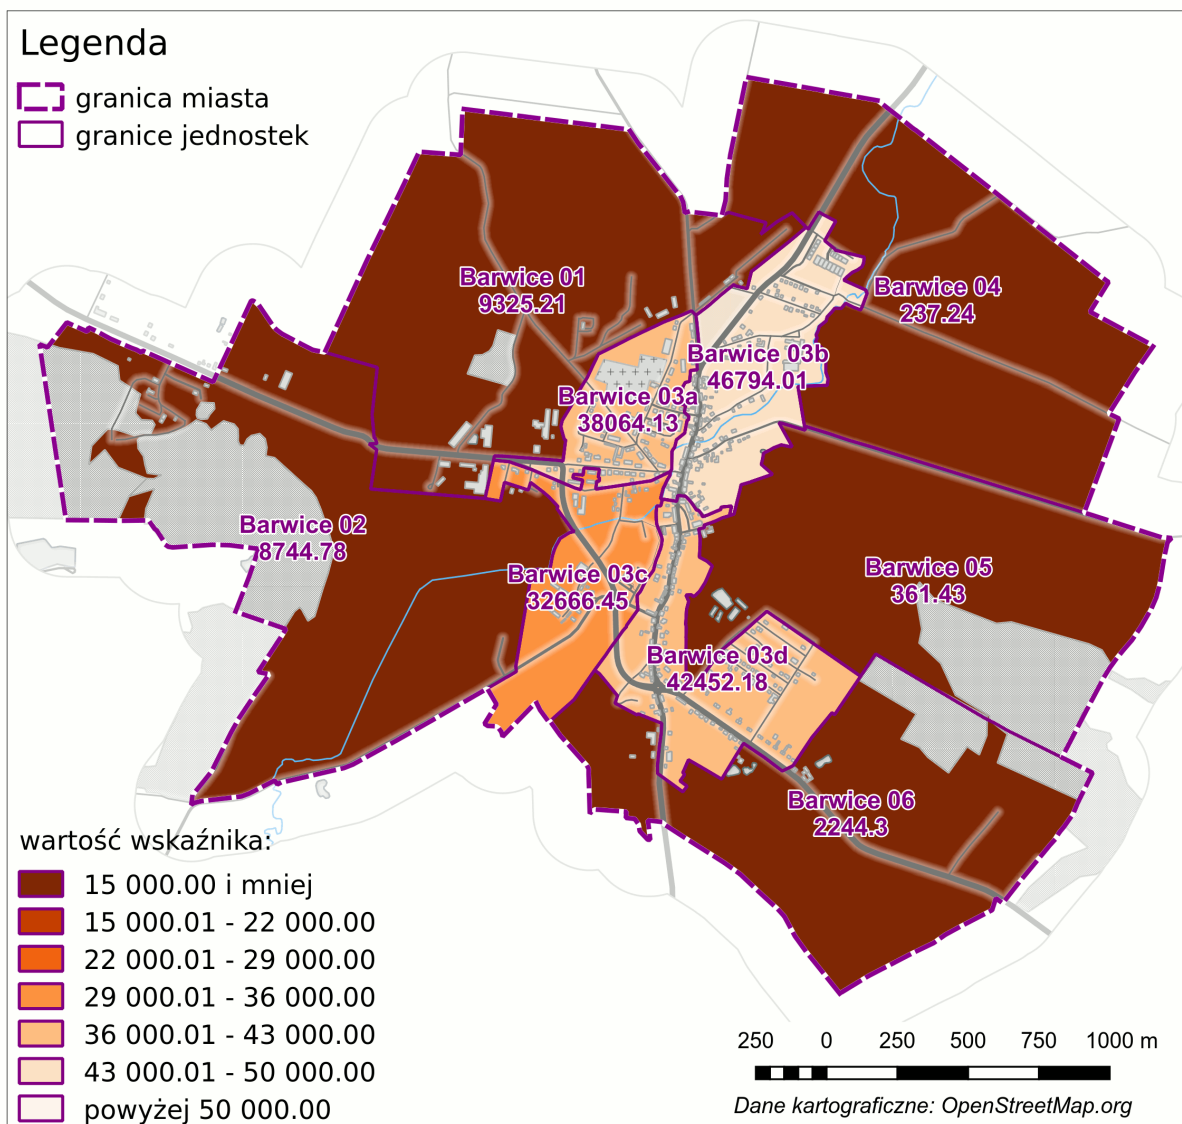 Legenda
granica miasta
granice jednostek
Barwice 01
9325.21
Barwice 04
237.24
Barwice 03b
46794.01
Barwice 03a
38064.13
Barwice 02
8744.78
Barwice 03c
32666.45
Barwice 05
361.43
Barwice 03d
42452.18
Barwice 06
2244.3
wartość wskaźnika:
15 000.00 i mniej
15 000.01 - 22 000.00
22 000.01 - 29 000.00
29 000.01 - 36 000.00
36 000.01 - 43 000.00
43 000.01 - 50 000.00
powyżej 50 000.00
250 0 250 500 750 1000 m
Dane kartograficzne: OpenStreetMap.org